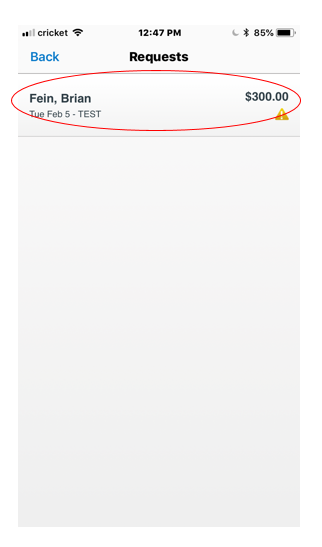 cricket 12:47 PM 85%
Back Requests
Fein, Brian $300.00
Tue Feb 5 - TEST